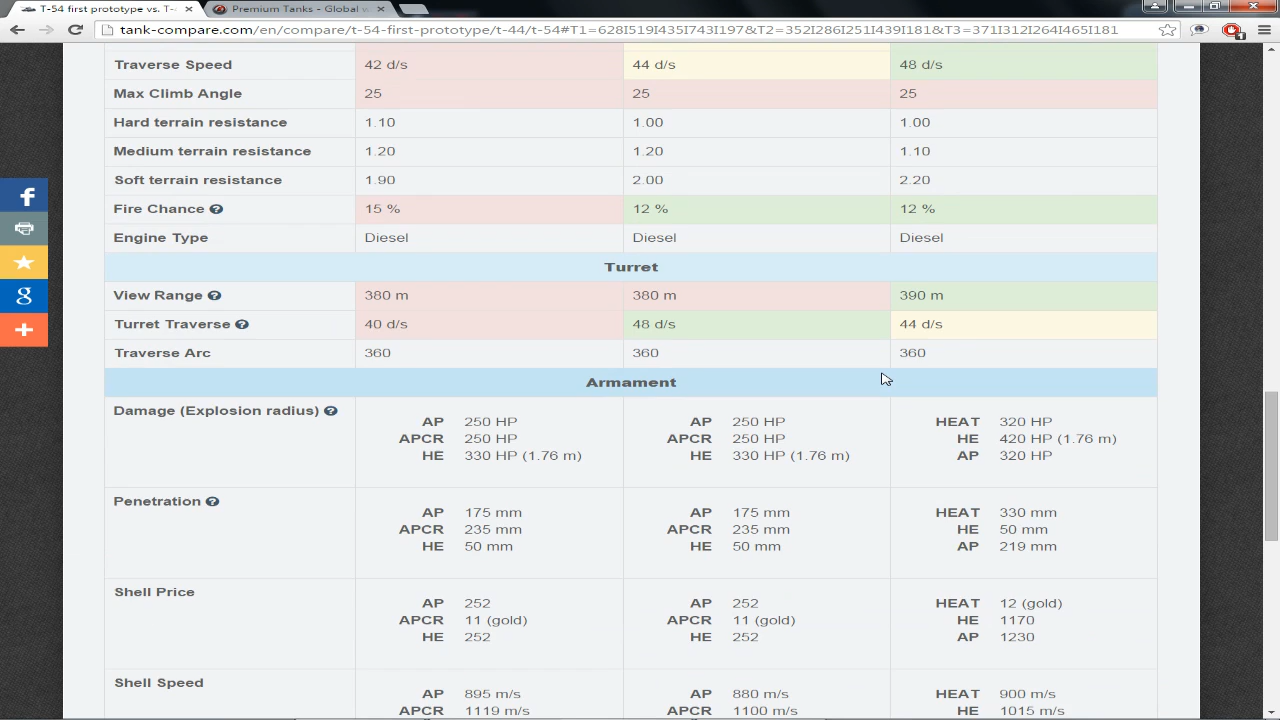 T-54 first prototype vs. T-
Premium Tanks - Global w
tank-compare.com/en/compare/t-54-first-prototype/t-44/t-54?T1=628I519I435I743I197&T2=352I286I251I439I181&T3=371I312I264I465I181
1
Traverse Speed 42 d/s 44 d/s 48 d/s
Max Climb Angle 25 25 25
Hard terrain resistance 1.10 1.00 1.00
Medium terrain resistance 1.20 1.20 1.10
Soft terrain resistance 1.90 2.00 2.20
Fire Chance ? 15 % 12 % 12 %
Engine Type Diesel Diesel Diesel
Turret
View Range ? 380 m 380 m 390 m
Turret Traverse ? 40 d/s 48 d/s 44 d/s
Traverse Arc 360 360 360
Armament
Damage (Explosion radius) ?
AP 250 HP AP 250 HP HEAT 320 HP
APCR 250 HP APCR 250 HP HE 420 HP (1.76 m)
HE 330 HP (1.76 m) HE 330 HP (1.76 m) AP 320 HP
Penetration ?
AP 175 mm AP 175 mm HEAT 330 mm
APCR 235 mm APCR 235 mm HE 50 mm
HE 50 mm HE 50 mm AP 219 mm
Shell Price
AP 252 AP 252 HEAT 12 (gold)
APCR 11 (gold) APCR 11 (gold) HE 1170
HE 252 HE 252 AP 1230
Shell Speed
AP 895 m/s AP 880 m/s HEAT 900 m/s
APCR 1119 m/s APCR 1100 m/s HE 1015 m/s